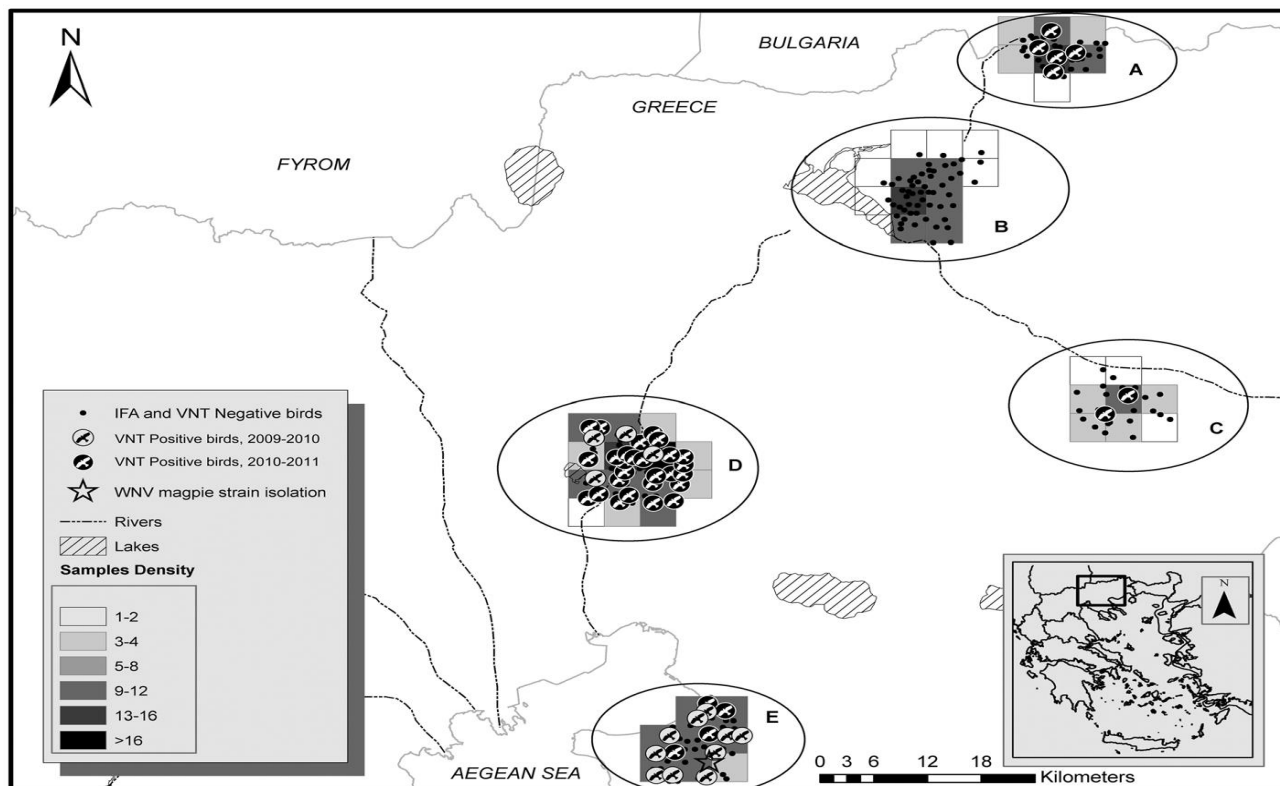 N
BULGARIA
A
GREECE
FYROM
B
C
IFA and VNT Negative birds
VNT Positive birds, 2009-2010
VNT Positive birds, 2010-2011
WNV magpie strain isolation
Rivers
Lakes
Samples Density
1-2
3-4
5-8
9-12
13-16
>16
D
E
AEGEAN SEA
N
0 3 6 12 18
Kilometers